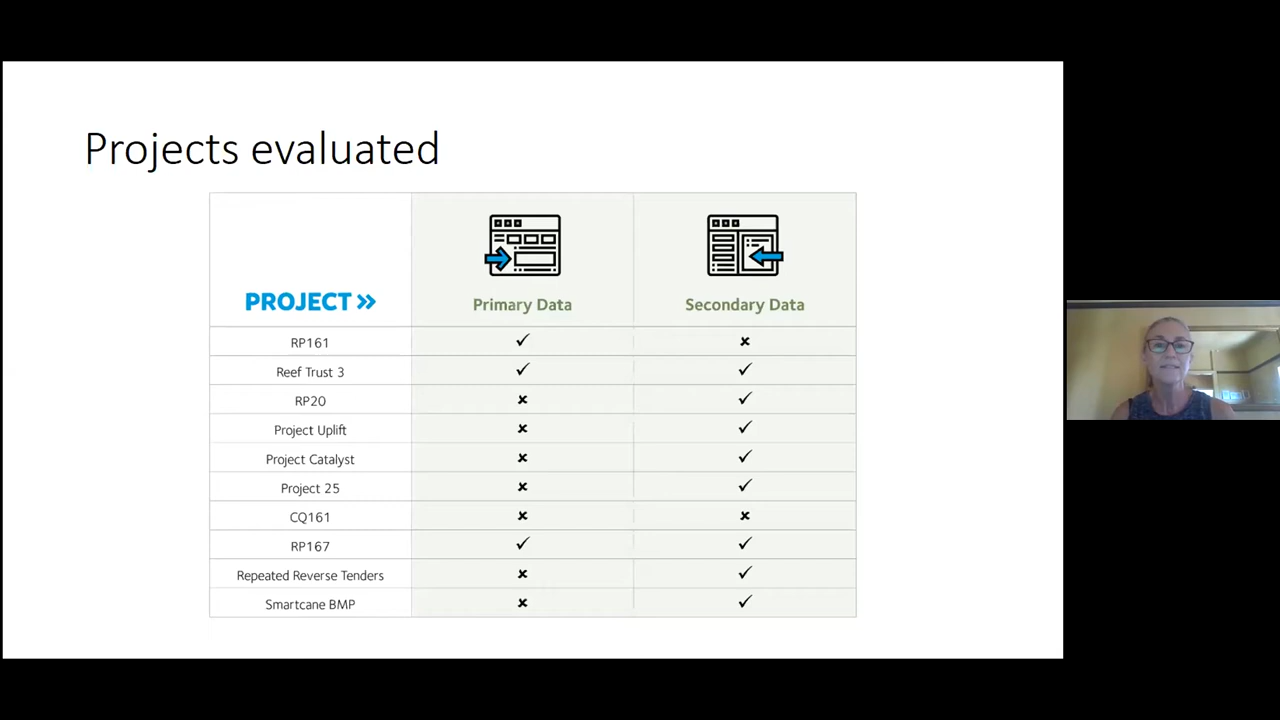 Projects evaluated
PROJECT »
Primary Data
Secondary Data
RP161 ✓ ✗
Reef Trust 3 ✓ ✓
RP20 ✗ ✓
Project Uplift ✗ ✓
Project Catalyst ✗ ✓
Project 25 ✗ ✓
CQ161 ✗ ✗
RP167 ✓ ✓
Repeated Reverse Tenders ✗ ✓
Smartcane BMP ✗ ✓